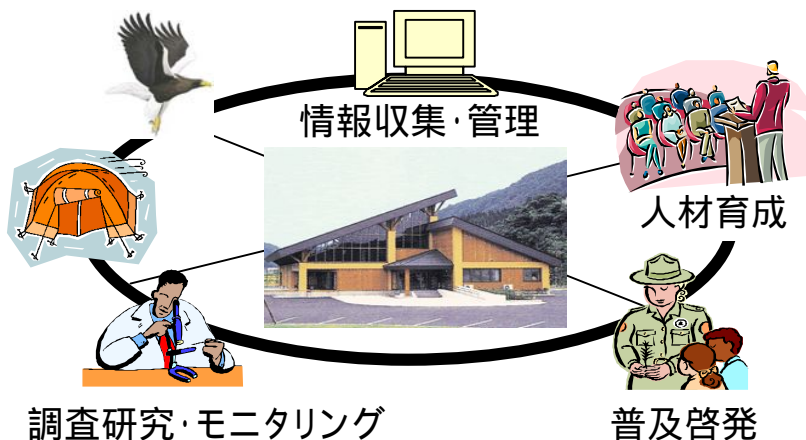 情報収集・管理
人材育成
調査研究・モニタリング
普及啓発